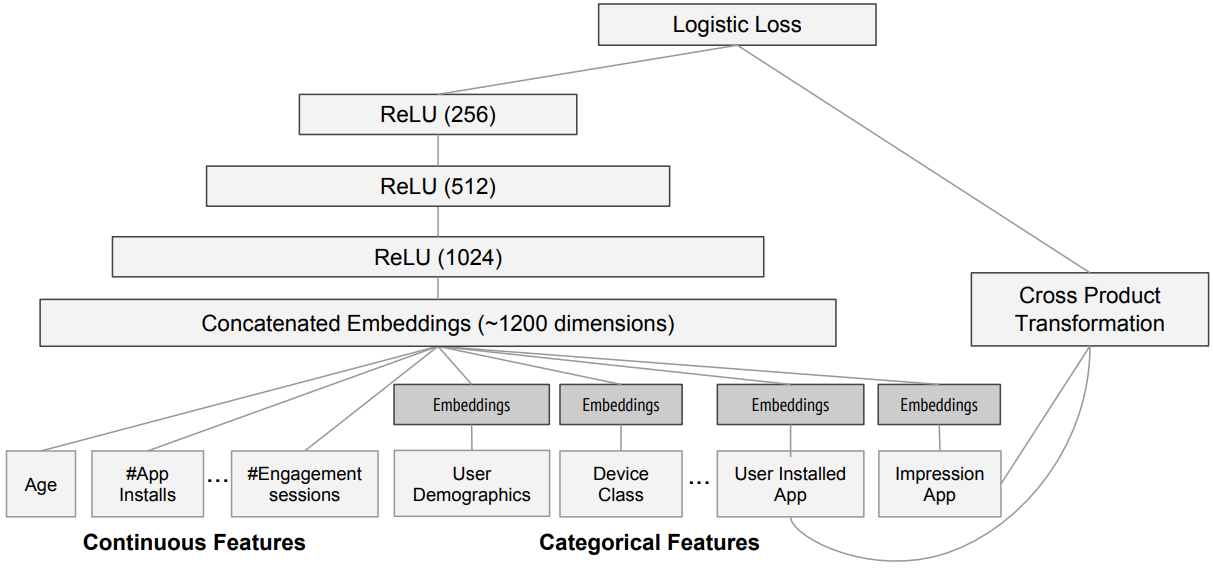 Logistic Loss
ReLU (256)
ReLU (512)
ReLU (1024)
Concatenated Embeddings (~1200 dimensions)
Cross Product
Transformation
Embeddings
Embeddings
Embeddings
Embeddings
Age
#App
Installs
...
#Engagement
sessions
User
Demographics
Device
Class
...
User Installed
App
Impression
App
Continuous Features
Categorical Features